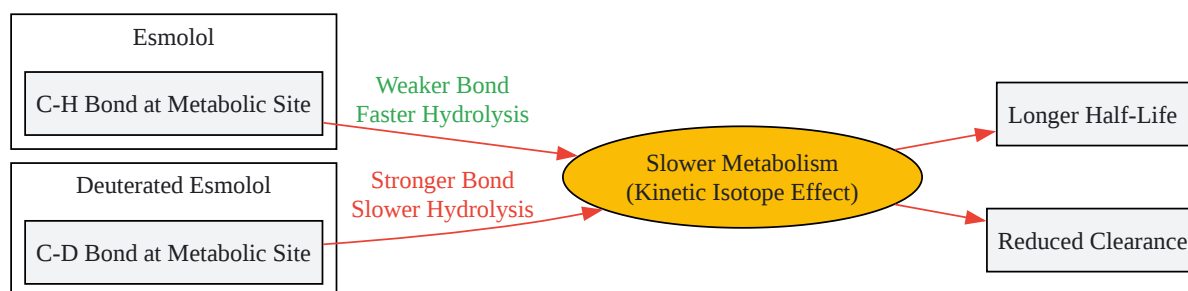 Esmolol
C-H Bond at Metabolic Site
Weaker Bond
Faster Hydrolysis
Deuterated Esmolol
C-D Bond at Metabolic Site
Stronger Bond
Slower Hydrolysis
Slower Metabolism
(Kinetic Isotope Effect)
Longer Half-Life
Reduced Clearance